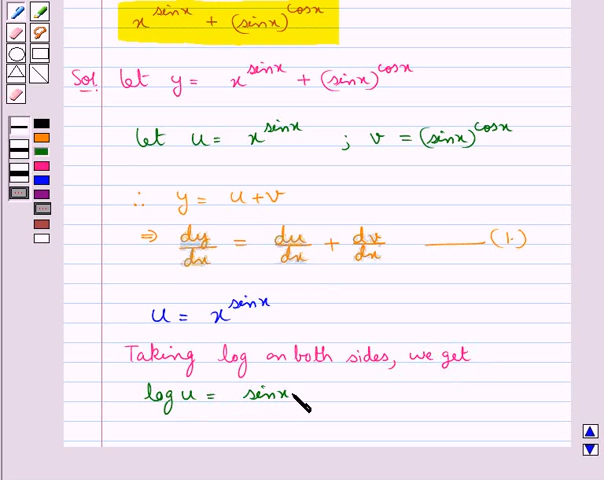 x^sinx + (sinx)^cosx
Sol. let y = x^sinx + (sinx)^cosx
let u = x^sinx ; v = (sinx)^cosx
∴ y = u + v
⇒ dy/dx = du/dx + dv/dx —— (1.)
u = x^sinx
Taking log on both sides, we get
log u = sinx